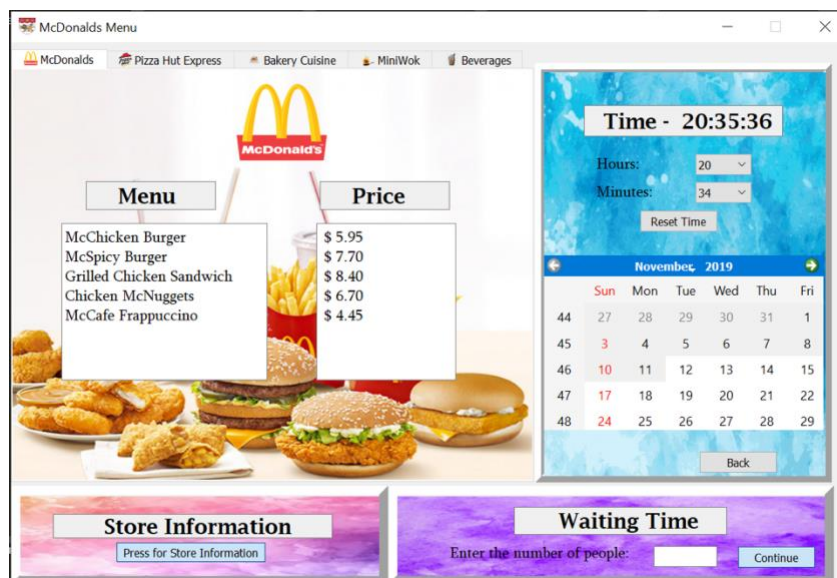 McDonalds Menu
McDonalds Pizza Hut Express Bakery Cuisine MiniWok Beverages
McDonald's
Menu Price
McChicken Burger $ 5.95
McSpicy Burger $ 7.70
Grilled Chicken Sandwich $ 8.40
Chicken McNuggets $ 6.70
McCafe Frappuccino $ 4.45
Time - 20:35:36
Hours: 20
Minutes: 34
Reset Time
November, 2019
Sun Mon Tue Wed Thu Fri
44 27 28 29 30 31 1
45 3 4 5 6 7 8
46 10 11 12 13 14 15
47 17 18 19 20 21 22
48 24 25 26 27 28 29
Back
Store Information
Press for Store Information
Waiting Time
Enter the number of people:
Continue